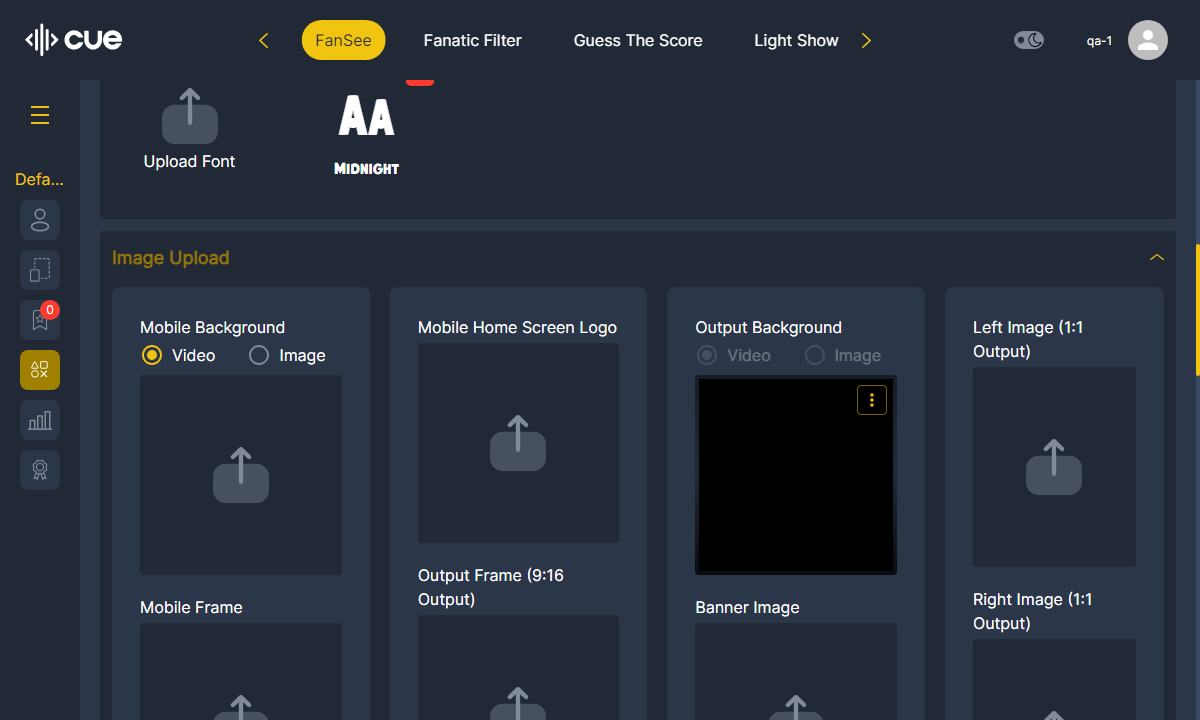 cue
FanSee
Fanatic Filter
Guess The Score
Light Show
qa-1
Defa...
0
Upload Font
AA
MIDNIGHT
Image Upload
Mobile Background
Video
Image
Mobile Frame
Mobile Home Screen Logo
Output Frame (9:16
Output)
Output Background
Video
Image
Banner Image
Left Image (1:1
Output)
Right Image (1:1
Output)